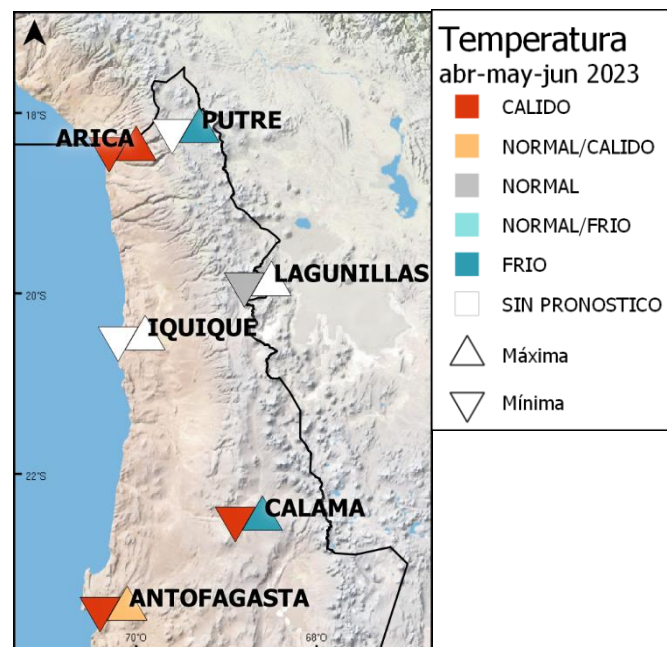 Temperatura
abr-may-jun 2023
CALIDO
NORMAL/CALIDO
NORMAL
NORMAL/FRIO
FRIO
SIN PRONOSTICO
Máxima
Mínima
18°S
PUTRE
ARICA
LAGUNILLAS
20°S
IQUIQUE
22°S
CALAMA
ANTOFAGASTA
70°O
68°O